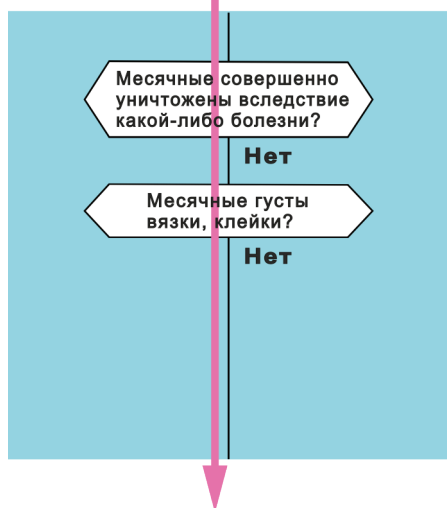 Месячные совершенно
уничтожены вследствие
какой-либо болезни?
Нет
Месячные густы
вязки, клейки?
Нет